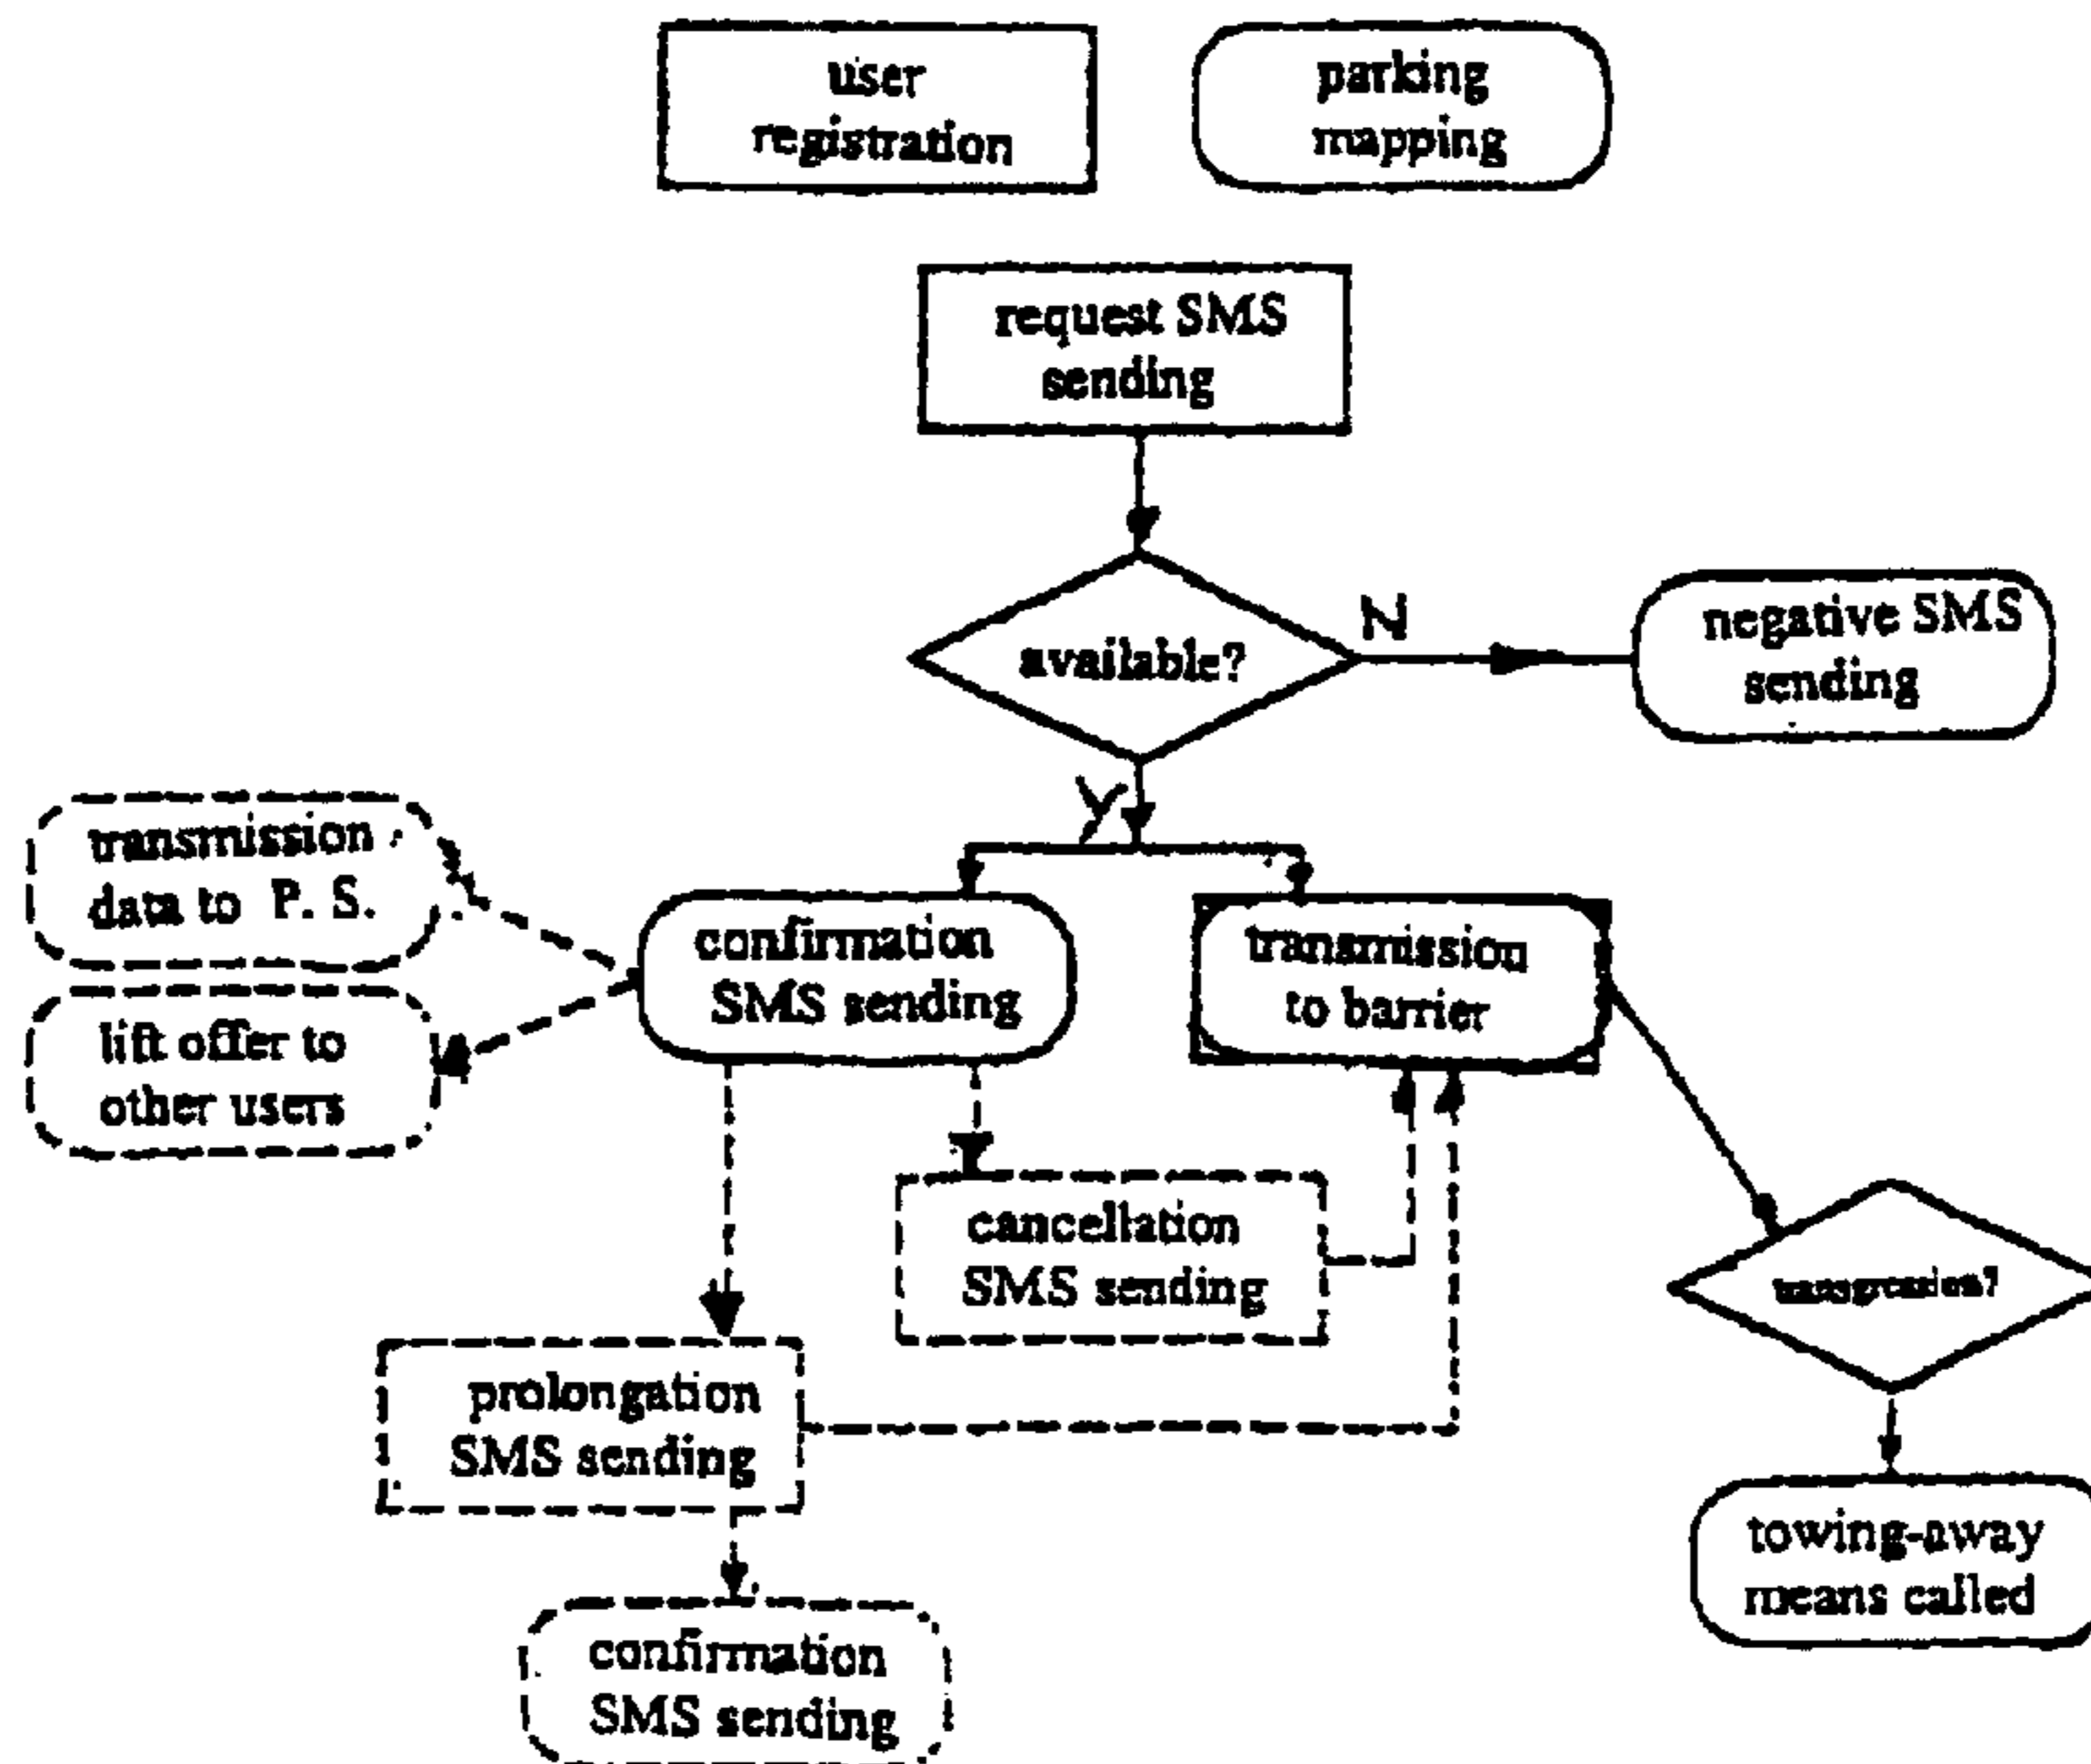 user
registration
parking
mapping
request SMS
sending
available?
N
negative SMS
sending
Y
transmission
data to P. S.
lift offer to
other users
confirmation
SMS sending
transmission
to barrier
cancellation
SMS sending
transgression?
prolongation
SMS sending
towing-away
means called
confirmation
SMS sending